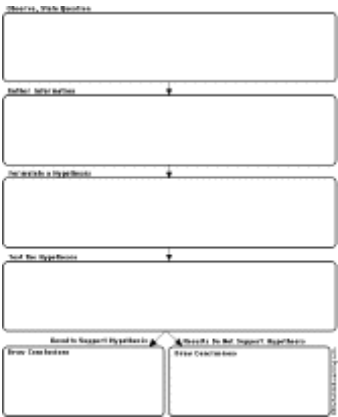 Observe, State Question
Gather Information
Formulate a Hypothesis
Test the Hypothesis
Results Support Hypothesis
Results Do Not Support Hypothesis
Draw Conclusions
Draw Conclusions